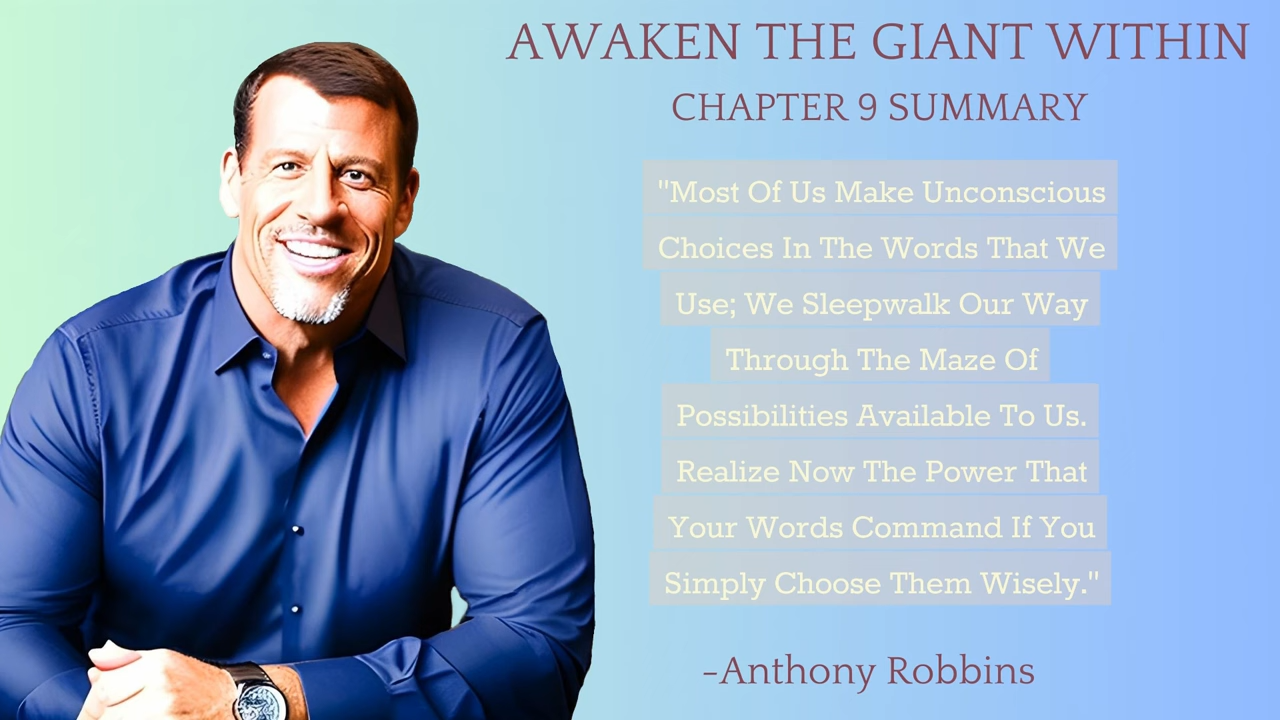 AWAKEN THE GIANT WITHIN
CHAPTER 9 SUMMARY
"Most Of Us Make Unconscious
Choices In The Words That We
Use; We Sleepwalk Our Way
Through The Maze Of
Possibilities Available To Us.
Realize Now The Power That
Your Words Command If You
Simply Choose Them Wisely."
-Anthony Robbins